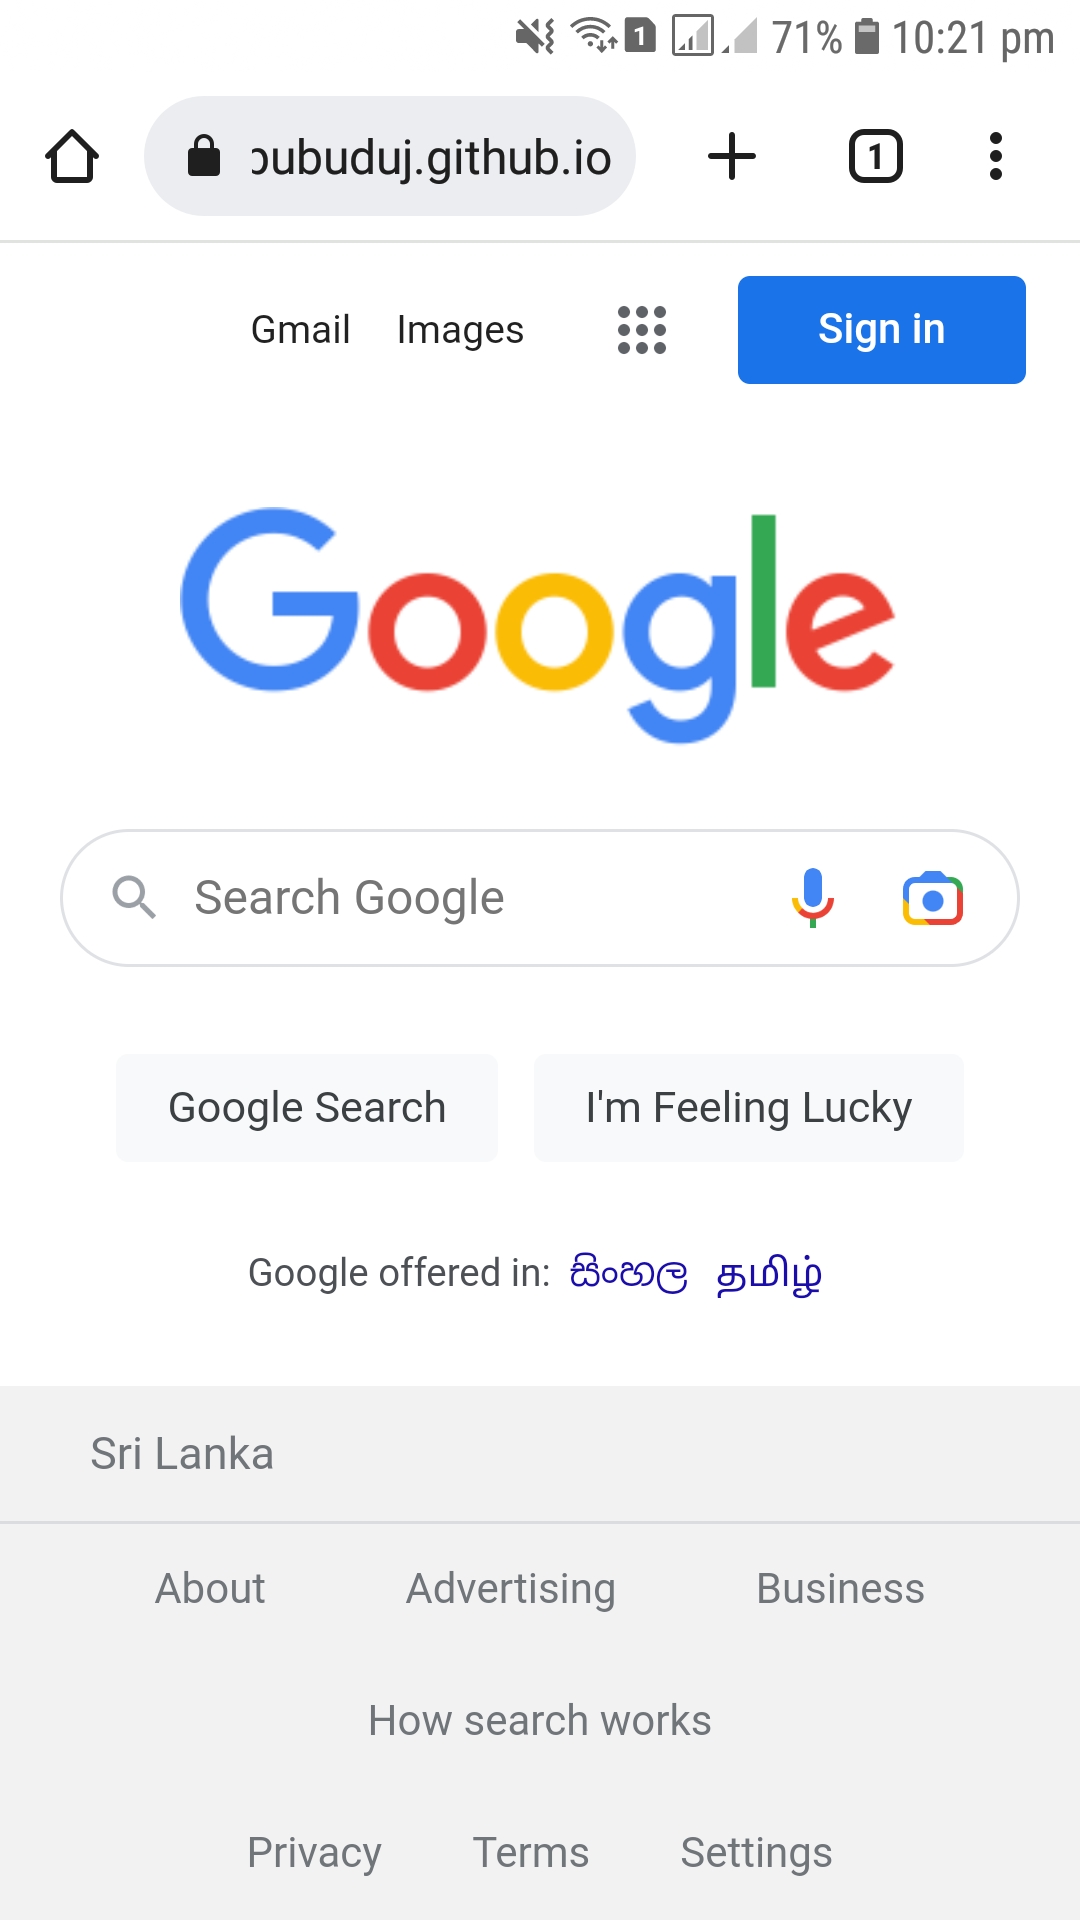 1 71% 10:21 pm
pubuduj.github.io 1
Gmail Images Sign in
Google
Search Google
Google Search I'm Feeling Lucky
Google offered in: සිංහල தமிழ்
Sri Lanka
About Advertising Business
How search works
Privacy Terms Settings